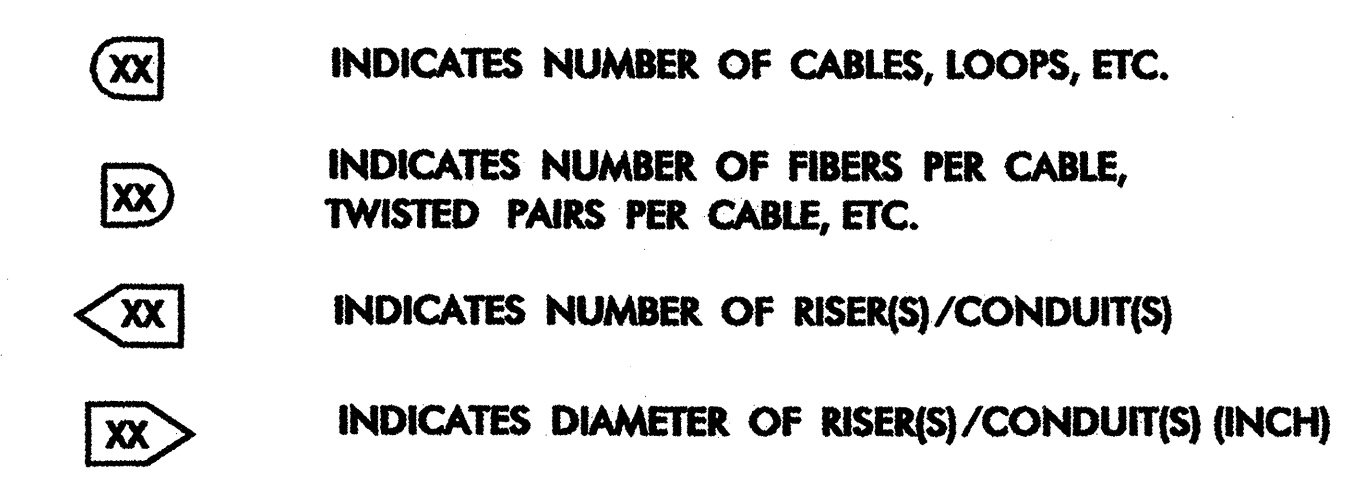 XX INDICATES NUMBER OF CABLES, LOOPS, ETC.
XX INDICATES NUMBER OF FIBERS PER CABLE,
TWISTED PAIRS PER CABLE, ETC.
XX INDICATES NUMBER OF RISER(S)/CONDUIT(S)
XX INDICATES DIAMETER OF RISER(S)/CONDUIT(S) (INCH)